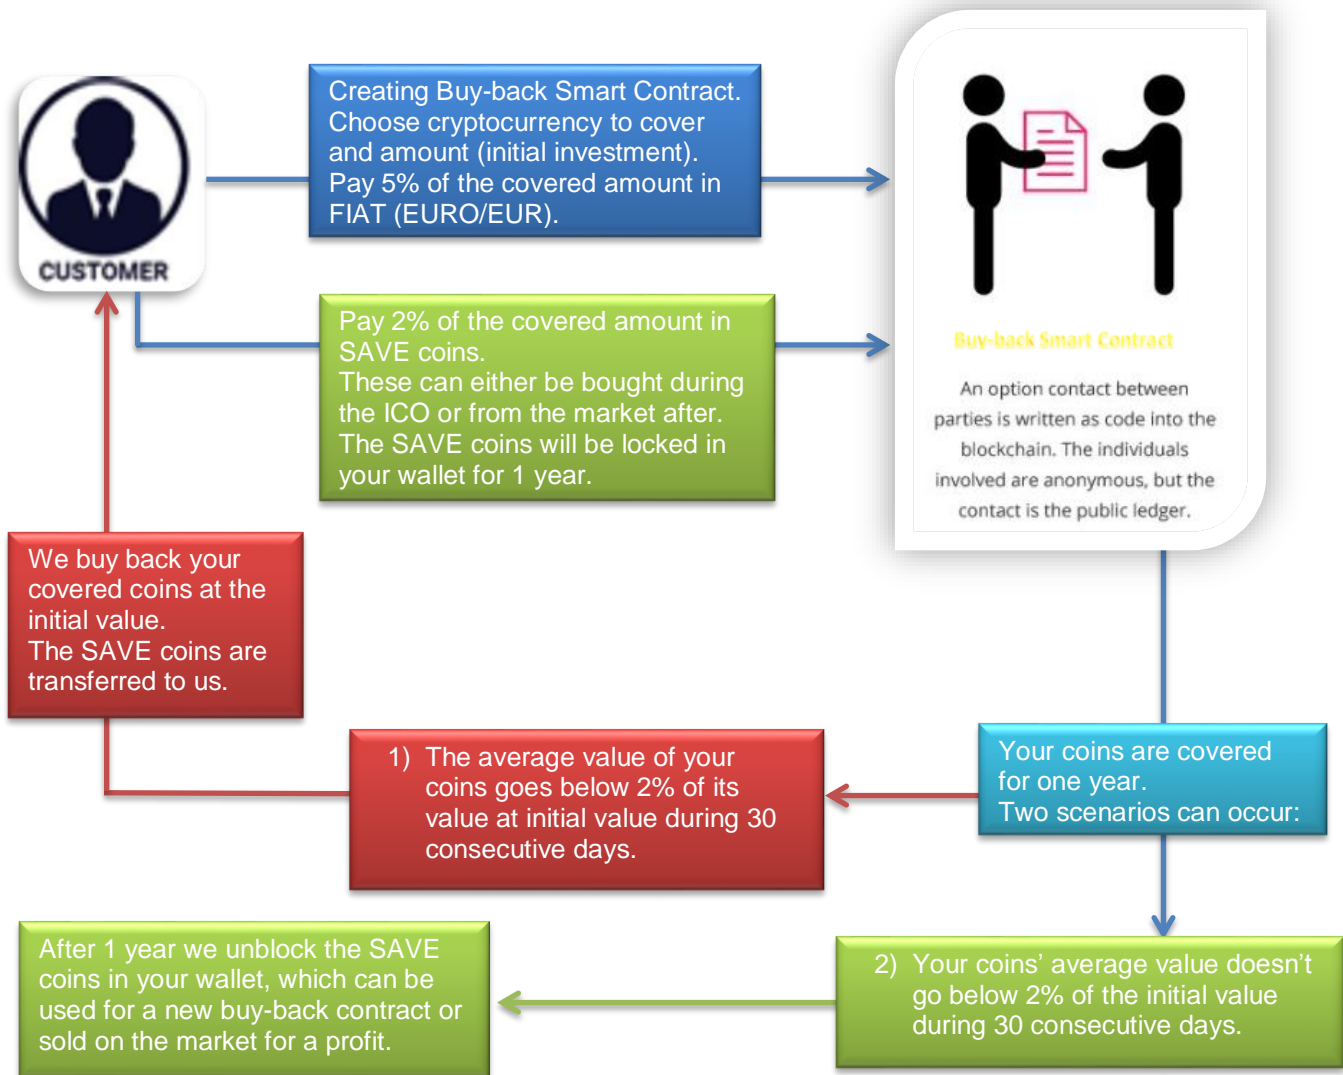 CUSTOMER
Creating Buy-back Smart Contract.
Choose cryptocurrency to cover
and amount (initial investment).
Pay 5% of the covered amount in
FIAT (EURO/EUR).
Pay 2% of the covered amount in
SAVE coins.
These can either be bought during
the ICO or from the market after.
The SAVE coins will be locked in
your wallet for 1 year.
Buy-back Smart Contract
An option contact between
parties is written as code into the
blockchain. The individuals
involved are anonymous, but the
contact is the public ledger.
We buy back your
covered coins at the
initial value.
The SAVE coins are
transferred to us.
1) The average value of your
coins goes below 2% of its
value at initial value during 30
consecutive days.
Your coins are covered
for one year.
Two scenarios can occur:
After 1 year we unblock the SAVE
coins in your wallet, which can be
used for a new buy-back contract or
sold on the market for a profit.
2) Your coins’ average value doesn’t
go below 2% of the initial value
during 30 consecutive days.